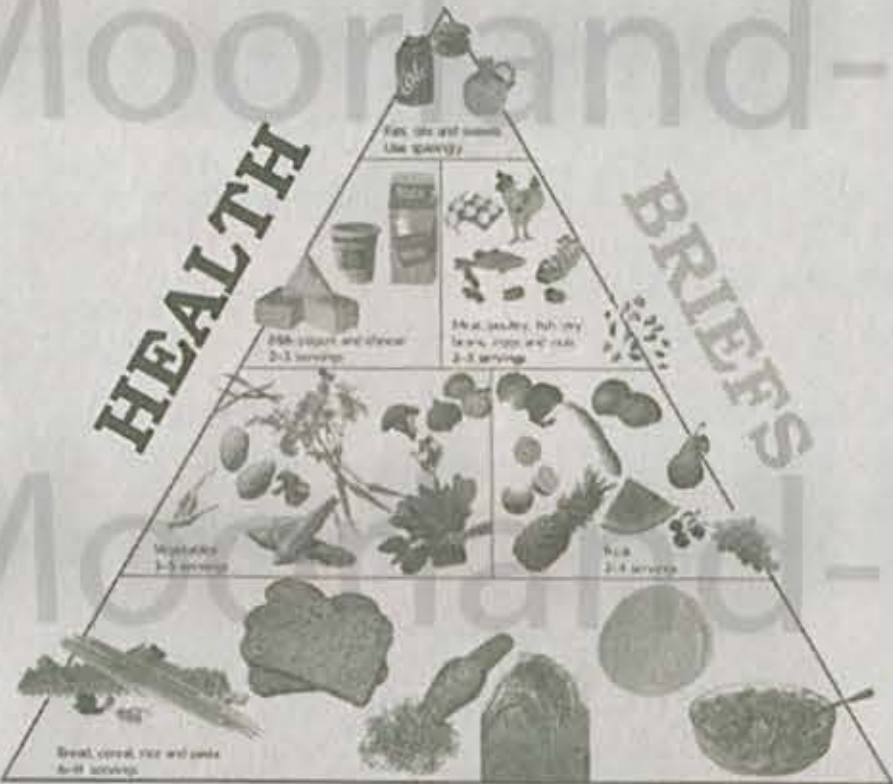 Moorland-
Fats, oils and sweets
Use sparingly
HEALTH
BRIEFS
Milk, yogurt and cheese
2-3 servings
Meat, poultry, fish, dry
beans, eggs and nuts
2-3 servings
Vegetables
3-5 servings
Fruit
2-4 servings
Moorland-
Bread, cereal, rice and pasta
6-11 servings